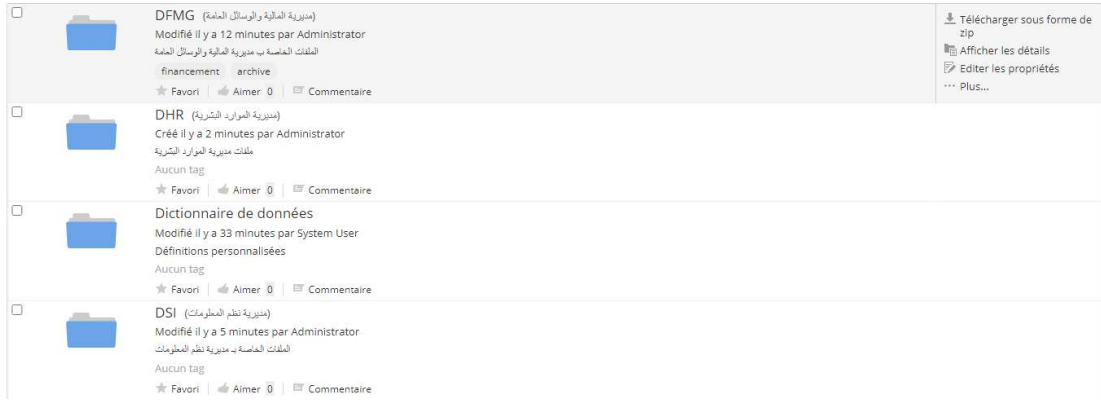 DFMG (مديرية المالية والوسائل العامة)
Modifié il y a 12 minutes par Administrator
الملفات الخاصة ب مديرية المالية والوسائل العامة
financement archive
Favori Aimer 0 Commentaire
Télécharger sous forme de
zip
Afficher les détails
Editer les propriétés
Plus...
DHR (مديرية الموارد البشرية)
Créé il y a 2 minutes par Administrator
ملفات مديرية الموارد البشرية
Aucun tag
Favori Aimer 0 Commentaire
Dictionnaire de données
Modifié il y a 33 minutes par System User
Définitions personnalisées
Aucun tag
Favori Aimer 0 Commentaire
DSI (مديرية نظم المعلومات)
Modifié il y a 5 minutes par Administrator
الملفات الخاصة بـ مديرية نظم المعلومات
Aucun tag
Favori Aimer 0 Commentaire